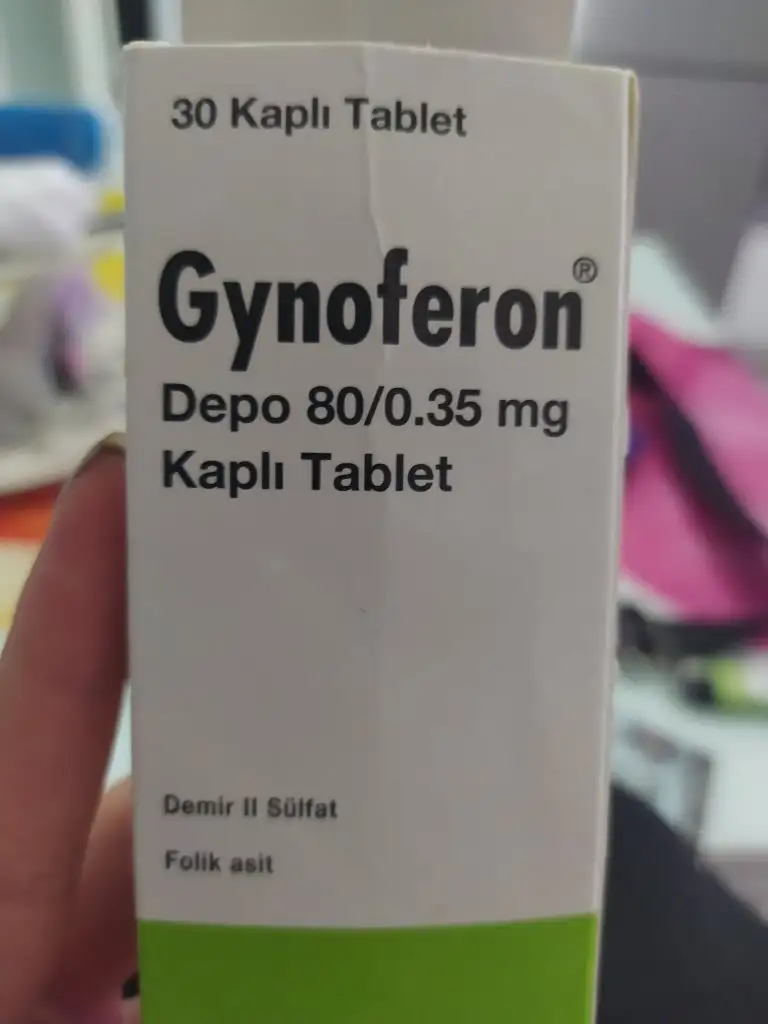 30 Kaplı Tablet
Gynoferon®
Depo 80/0.35 mg
Kaplı Tablet
Demir II Sülfat
Folik asit